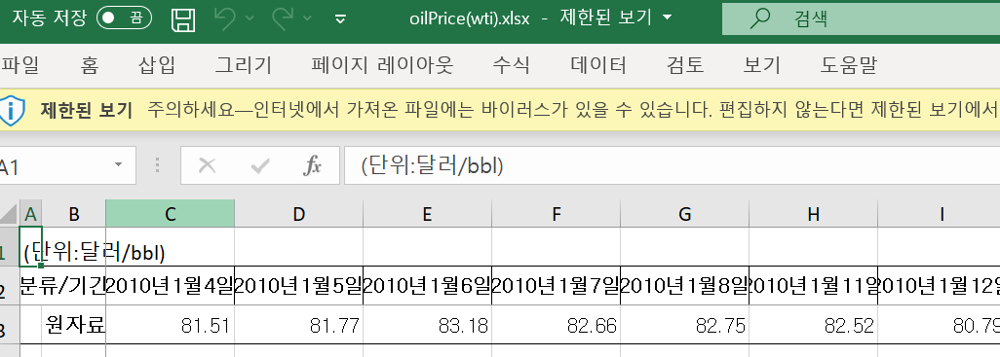 자동 저장 끔 oilPrice(wti).xlsx - 제한된 보기 검색
파일 홈 삽입 그리기 페이지 레이아웃 수식 데이터 검토 보기 도움말
제한된 보기 주의하세요—인터넷에서 가져온 파일에는 바이러스가 있을 수 있습니다. 편집하지 않는다면 제한된 보기에서
A1 fx (단위:달러/bbl)
A B C D E F G H I
1 (단위:달러/bbl)
2 분류/기간 2010년1월4일 2010년1월5일 2010년1월6일 2010년1월7일 2010년1월8일 2010년1월11일 2010년1월12일
3 원자료 81.51 81.77 83.18 82.66 82.75 82.52 80.79